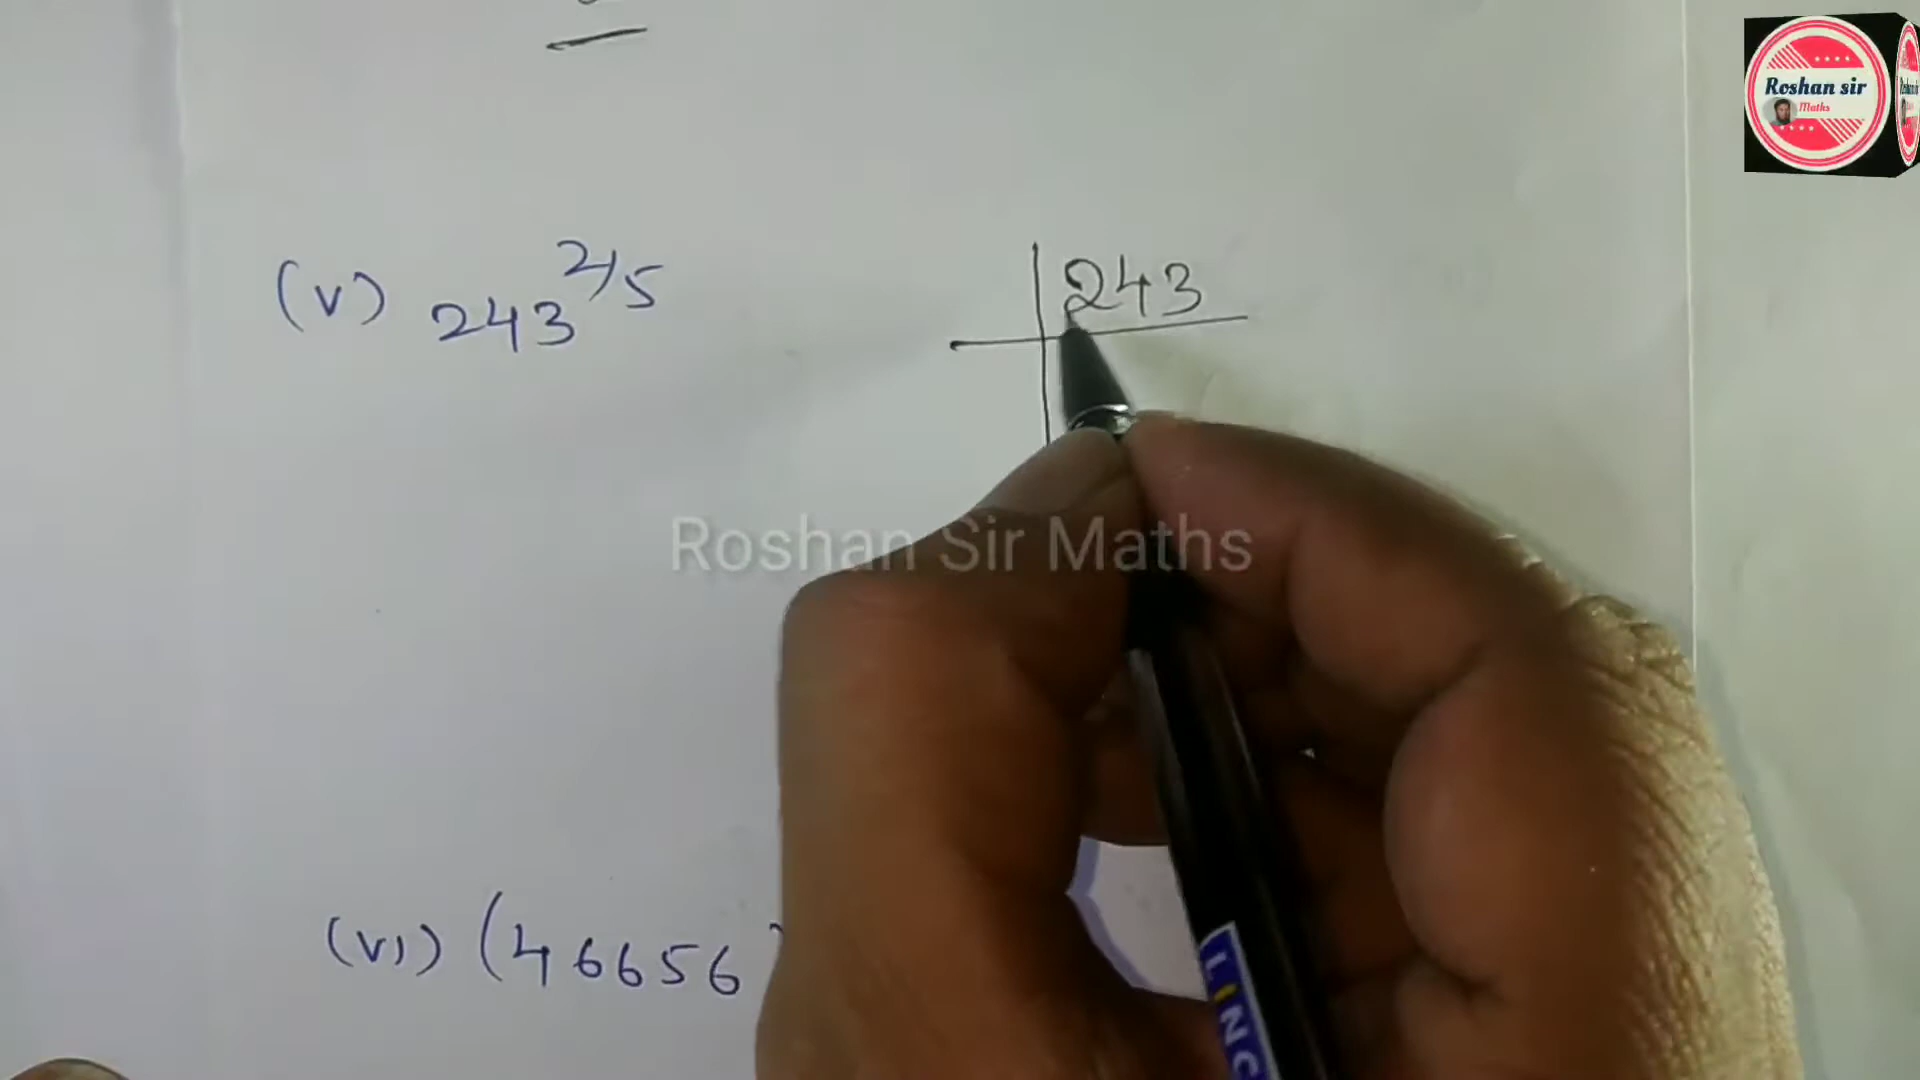 Roshan sir
Maths
(v) 243^2/5
243
Roshan Sir Maths
(vi) (46656
LINC